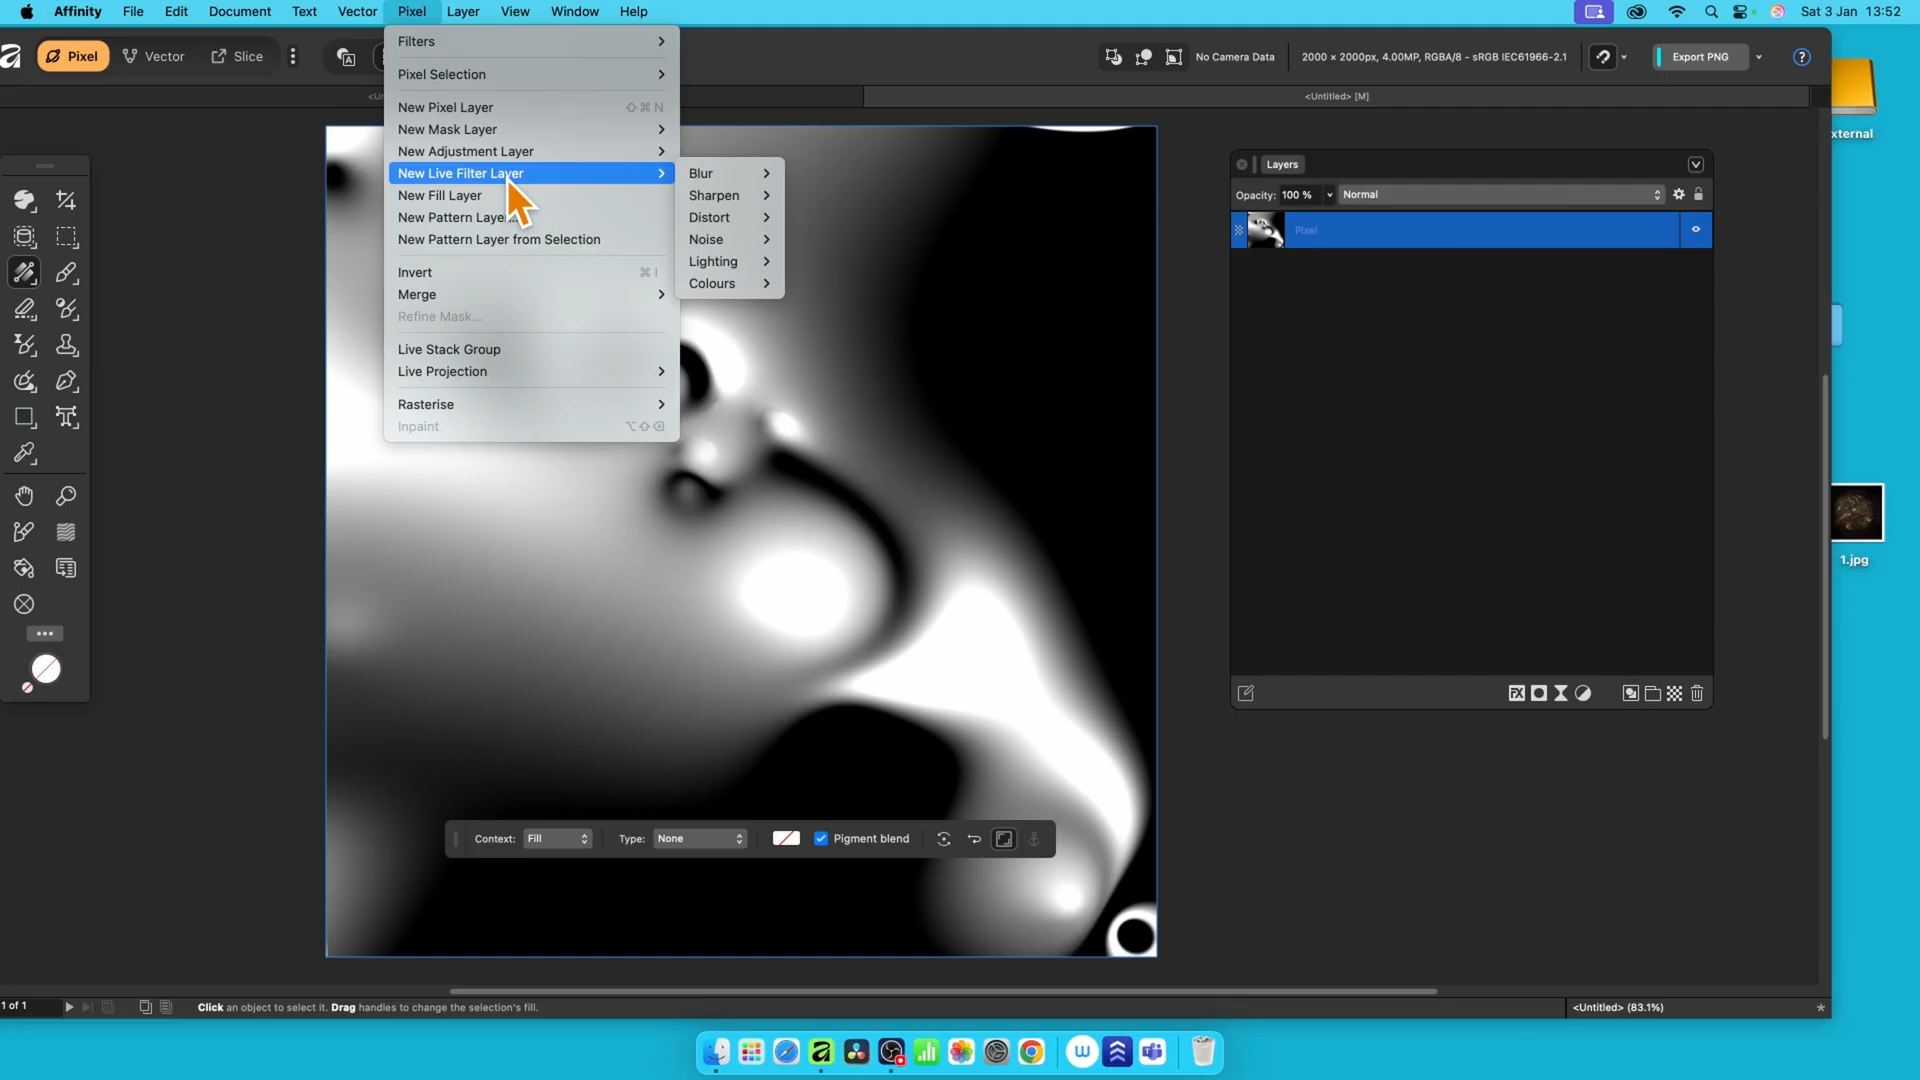 Affinity File Edit Document Text Vector Pixel Layer View Window Help Sat 3 Jan 13:52
Pixel Vector Slice No Camera Data 2000 × 2000px, 4.00MP, RGBA/8 - sRGB IEC61966-2.1 Export PNG
<Untitled> [M]
Filters
Pixel Selection
New Pixel Layer ⇧⌘N
New Mask Layer
New Adjustment Layer
New Live Filter Layer
New Fill Layer
New Pattern Layer...
New Pattern Layer from Selection
Invert ⌘I
Merge
Refine Mask...
Live Stack Group
Live Projection
Rasterise
Inpaint ⌥⇧⌫
Blur
Sharpen
Distort
Noise
Lighting
Colours
Layers
Opacity: 100 % Normal
Pixel
xternal
1.jpg
Context: Fill Type: None Pigment blend
1 of 1 Click an object to select it. Drag handles to change the selection's fill. <Untitled> (83.1%)